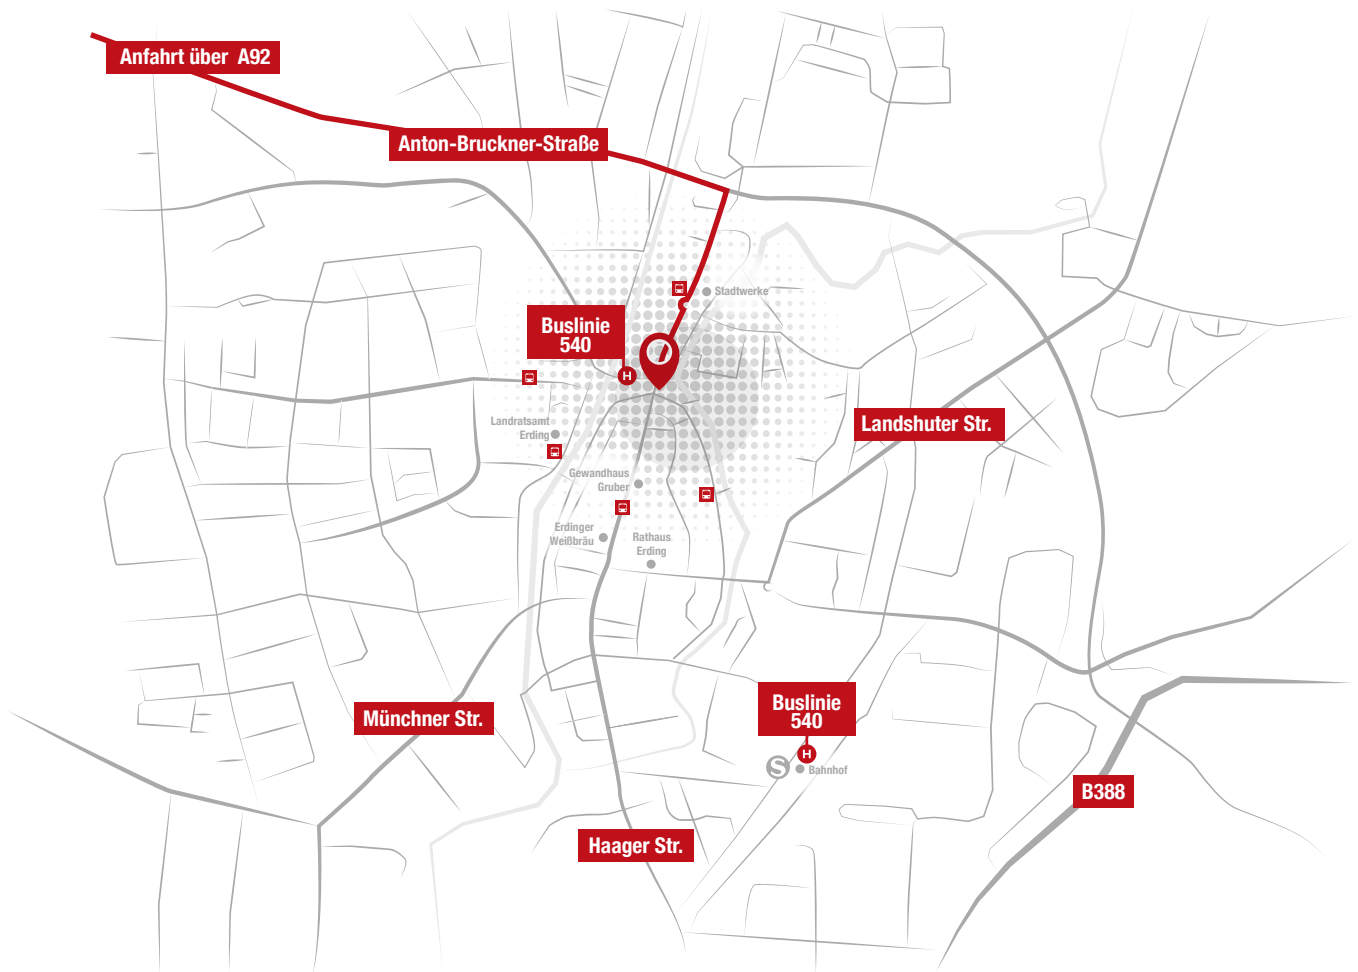 Anfahrt über A92
Anton-Bruckner-Straße
Stadtwerke
Buslinie
540
H
Landratsamt
Erding
Landshuter Str.
Gewandhaus
Gruber
Erdinger
Weißbräu
Rathaus
Erding
Münchner Str.
Buslinie
540
H
S
Bahnhof
B388
Haager Str.